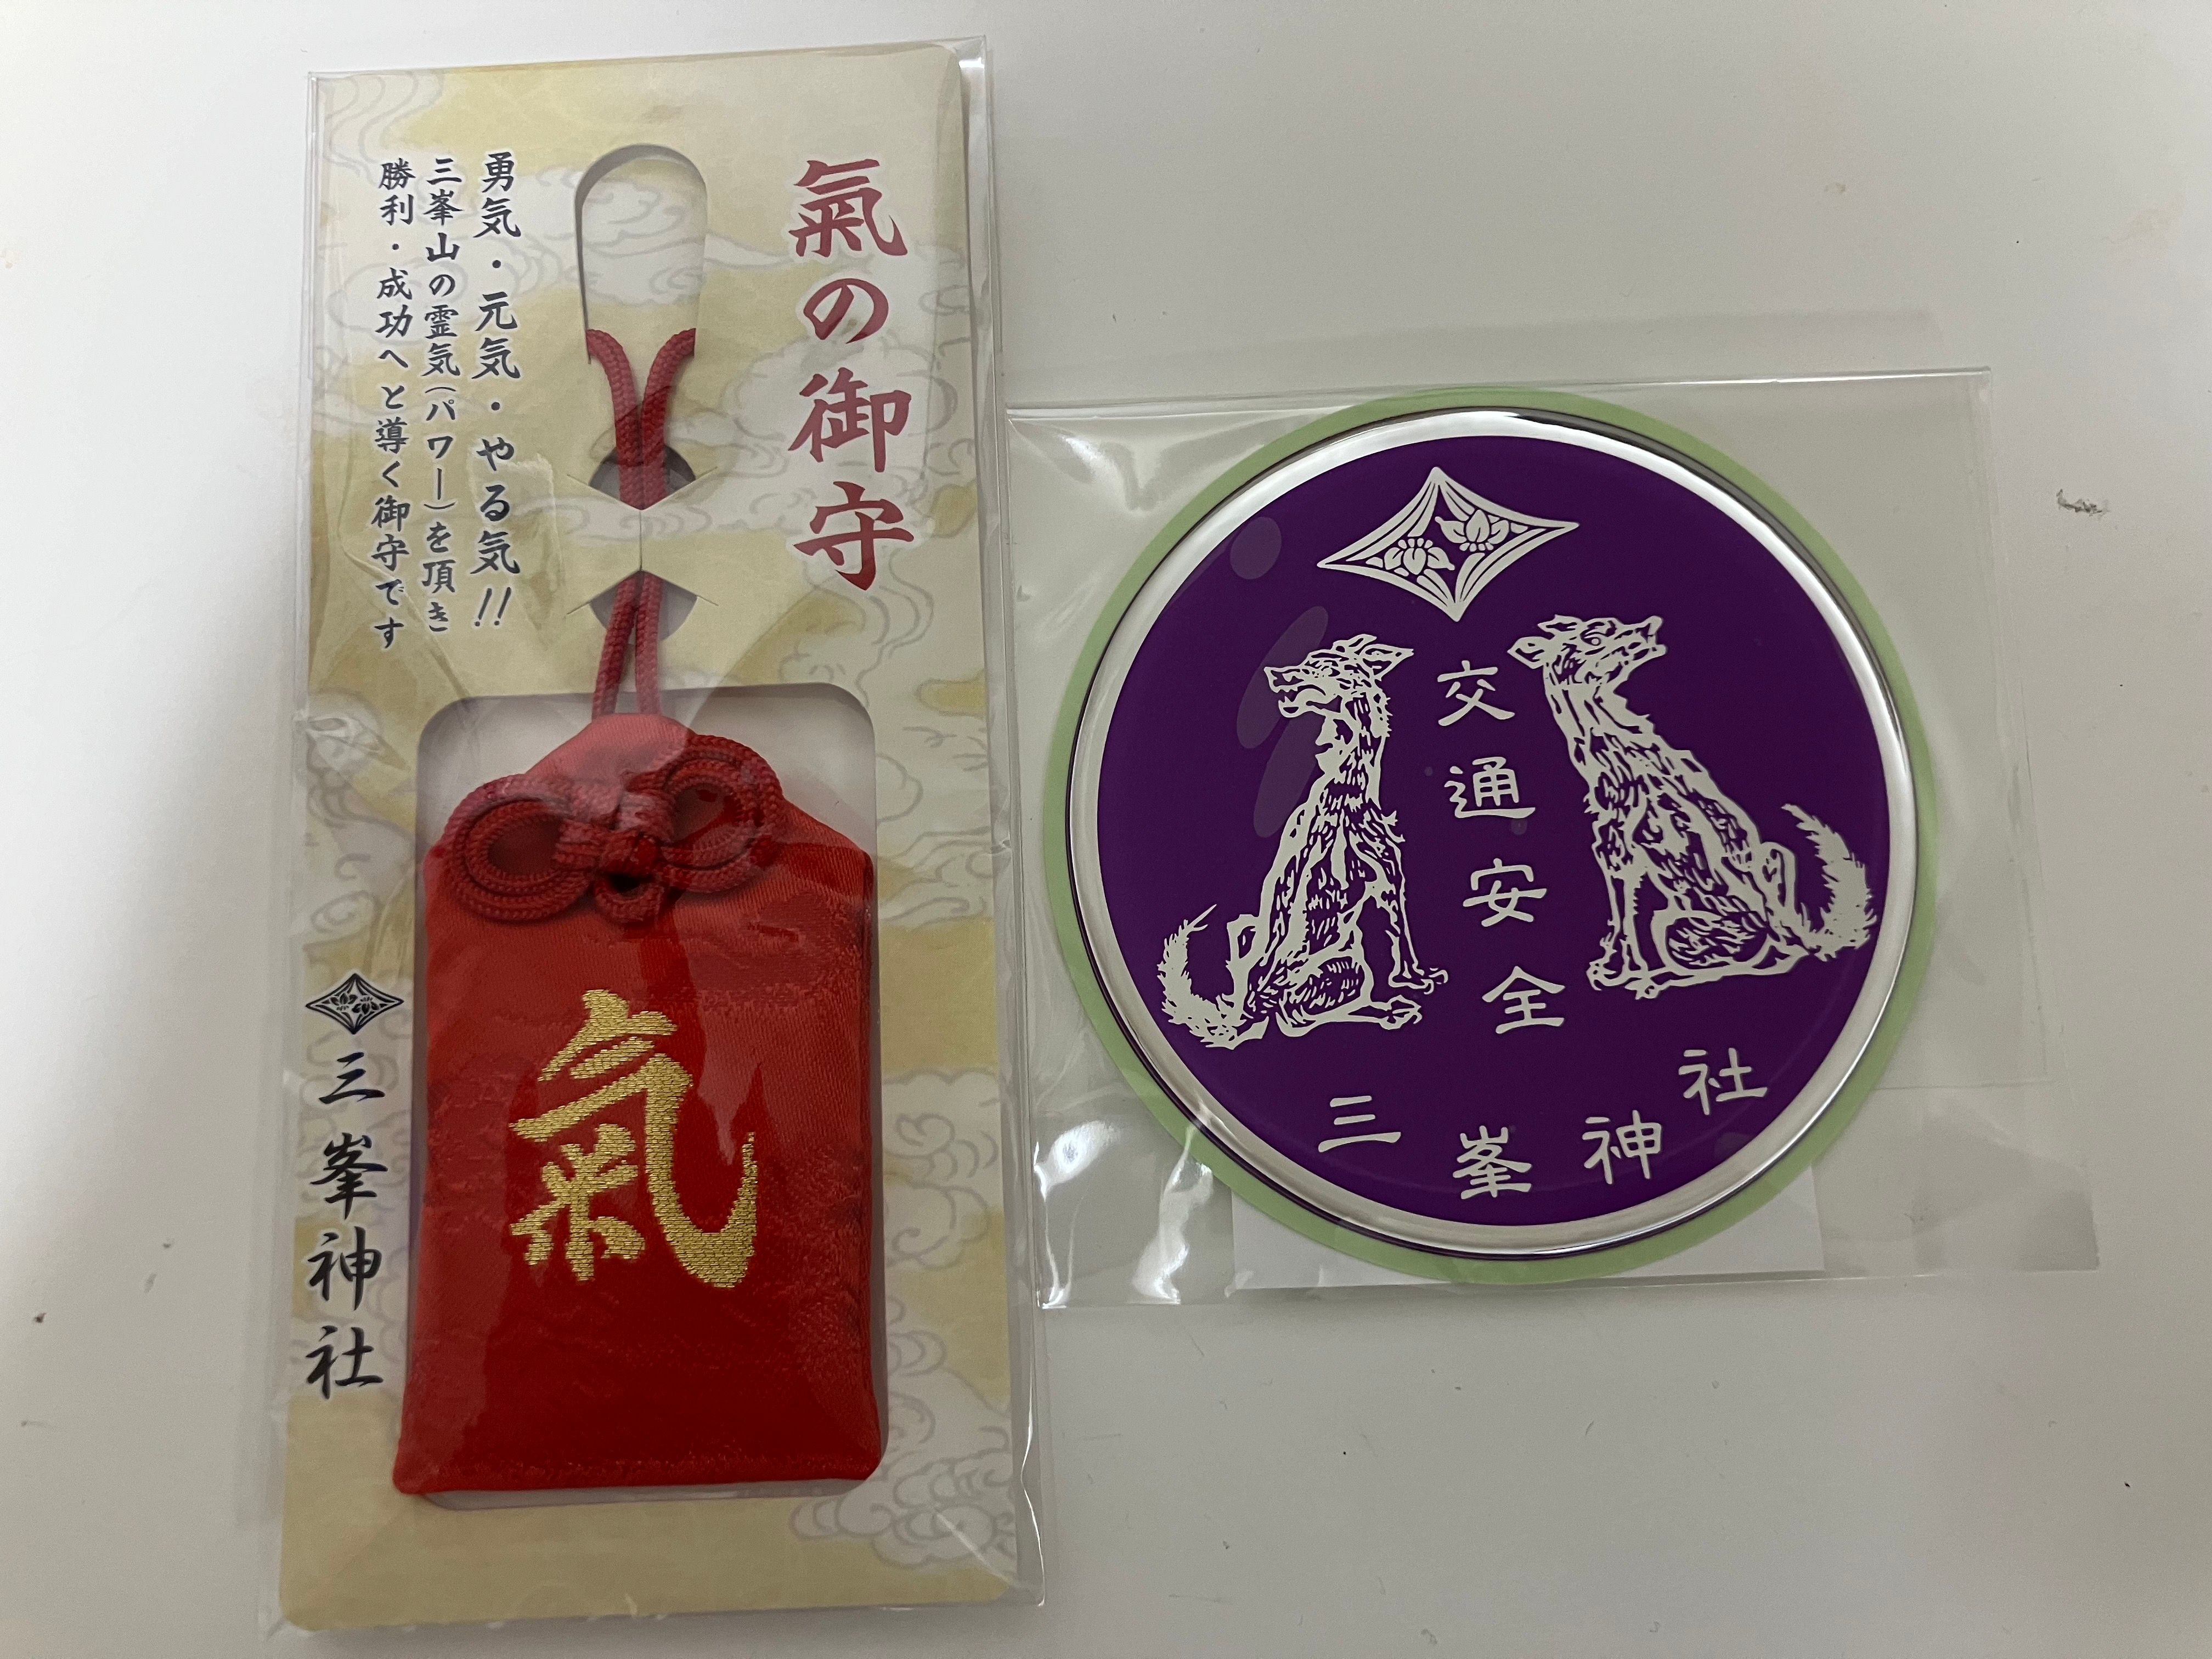 氣の御守
勇気・元気・やる気!!
三峯山の霊気(パワー)を頂き
勝利・成功へと導く御守です
三峯神社
氣
交通安全
三峯神社